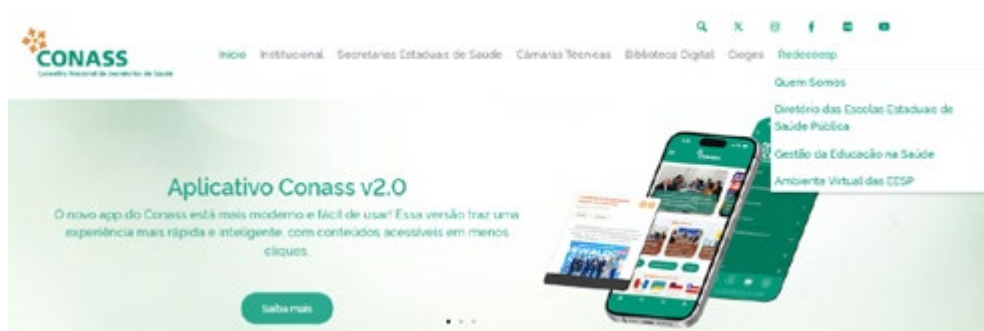 CONASS
Conselho Nacional de Secretários de Saúde
Início Institucional Secretarias Estaduais de Saúde Câmaras Técnicas Biblioteca Digital Cieges Redecoesp
Quem Somos
Diretório das Escolas Estaduais de
Saúde Pública
Gestão da Educação na Saúde
Ambiente Virtual das EESP
Aplicativo Conass v2.0
O novo app do Conass está mais moderno e fácil de usar! Essa versão traz uma
experiência mais rápida e inteligente, com conteúdos acessíveis em menos
cliques.
Saiba mais